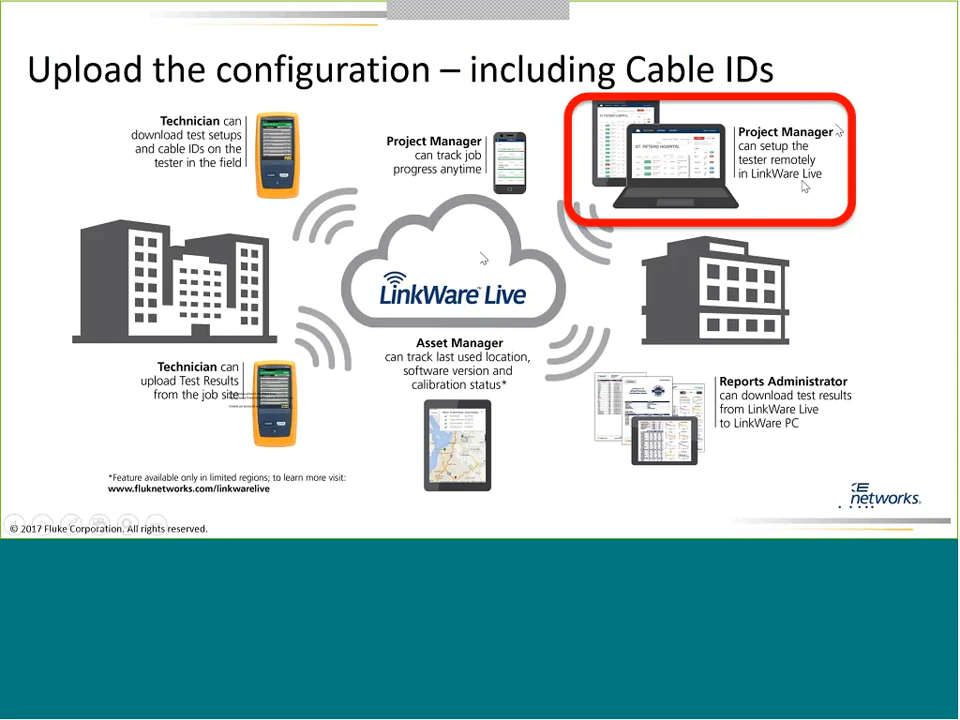 Upload the configuration – including Cable IDs
Technician can
download test setups
and cable IDs on the
tester in the field
Project Manager
can track job
progress anytime
ST. PETERS HOSPITAL
Project Manager
can setup the
tester remotely
in LinkWare Live
LinkWare Live
Technician can
upload Test Results
from the job site
Asset Manager
can track last used location,
software version and
calibration status*
Reports Administrator
can download test results
from LinkWare Live
to LinkWare PC
*Feature available only in limited regions; to learn more visit:
www.fluknetworks.com/linkwarelive
networks.
© 2017 Fluke Corporation. All rights reserved.